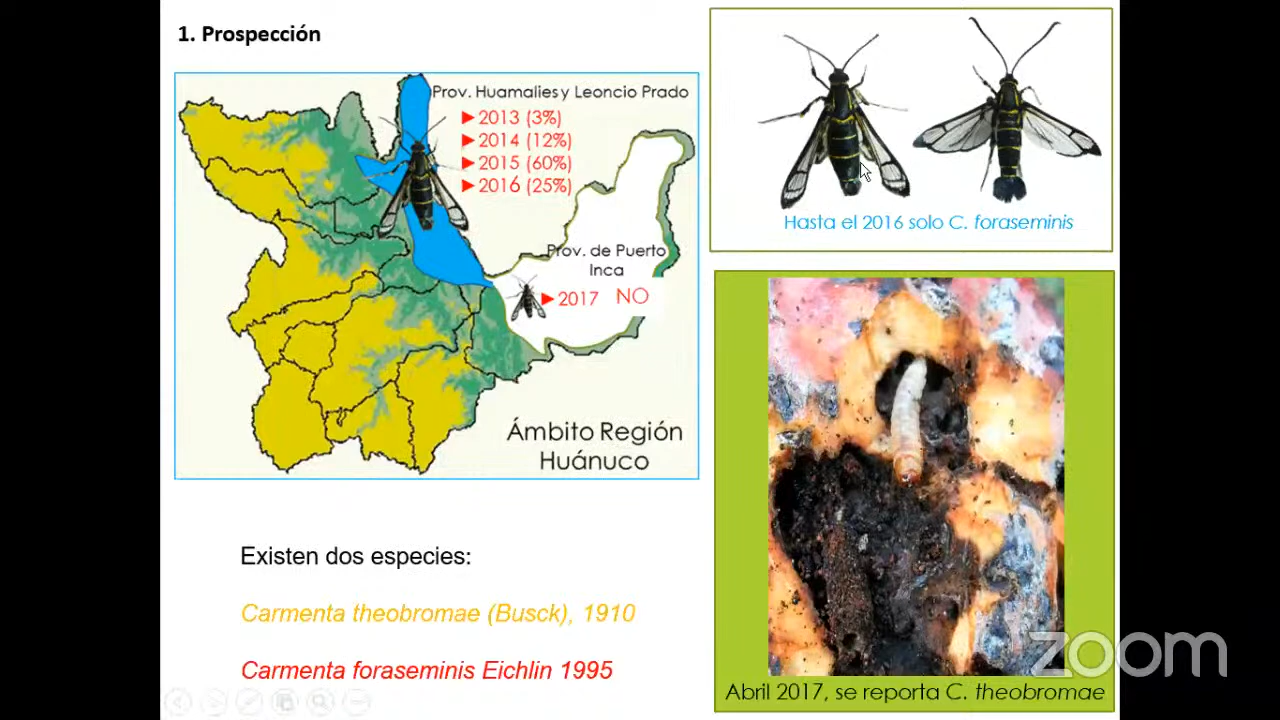 1. Prospección
Prov. Huamalies y Leoncio Prado
►2013 (3%)
►2014 (12%)
►2015 (60%)
►2016 (25%)
Prov. de Puerto
Inca
►2017 NO
Ámbito Región
Huánuco
Hasta el 2016 solo C. foraseminis
Existen dos especies:
Carmenta theobromae (Busck), 1910
Carmenta foraseminis Eichlin 1995
Abril 2017, se reporta C. theobromae
zoom